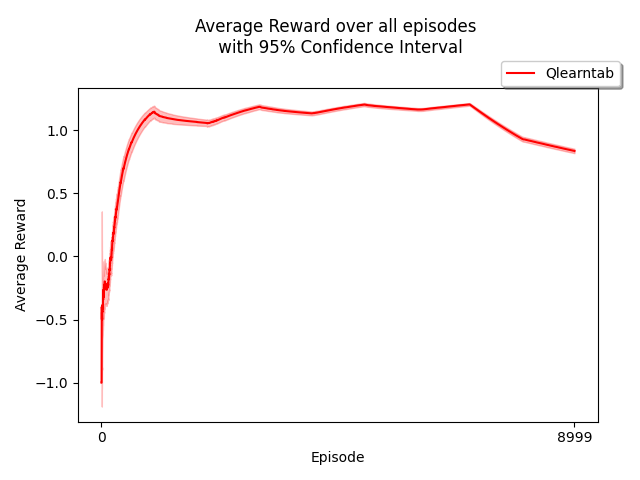 Average Reward over all episodes
with 95% Confidence Interval
Qlearntab
1.0
0.5
0.0
−0.5
−1.0
Average Reward
0
8999
Episode